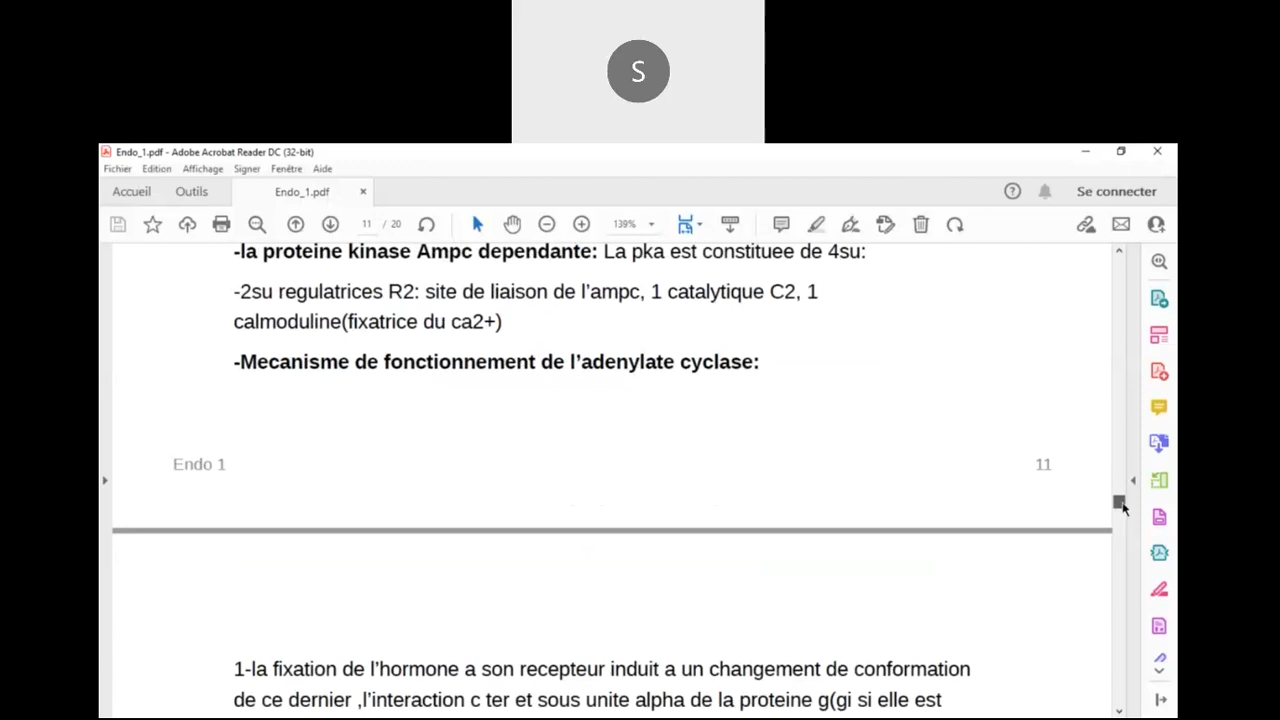 S
Endo_1.pdf - Adobe Acrobat Reader DC (32-bit)
Fichier Edition Affichage Signer Fenêtre Aide
Accueil Outils Endo_1.pdf × Se connecter
11 / 20 139%
-la proteine kinase Ampc dependante: La pka est constituee de 4su:
-2su regulatrices R2: site de liaison de l’ampc, 1 catalytique C2, 1
calmoduline(fixatrice du ca2+)
-Mecanisme de fonctionnement de l’adenylate cyclase:
Endo 1 11
1-la fixation de l’hormone a son recepteur induit a un changement de conformation
de ce dernier ,l’interaction c ter et sous unite alpha de la proteine g(gi si elle est